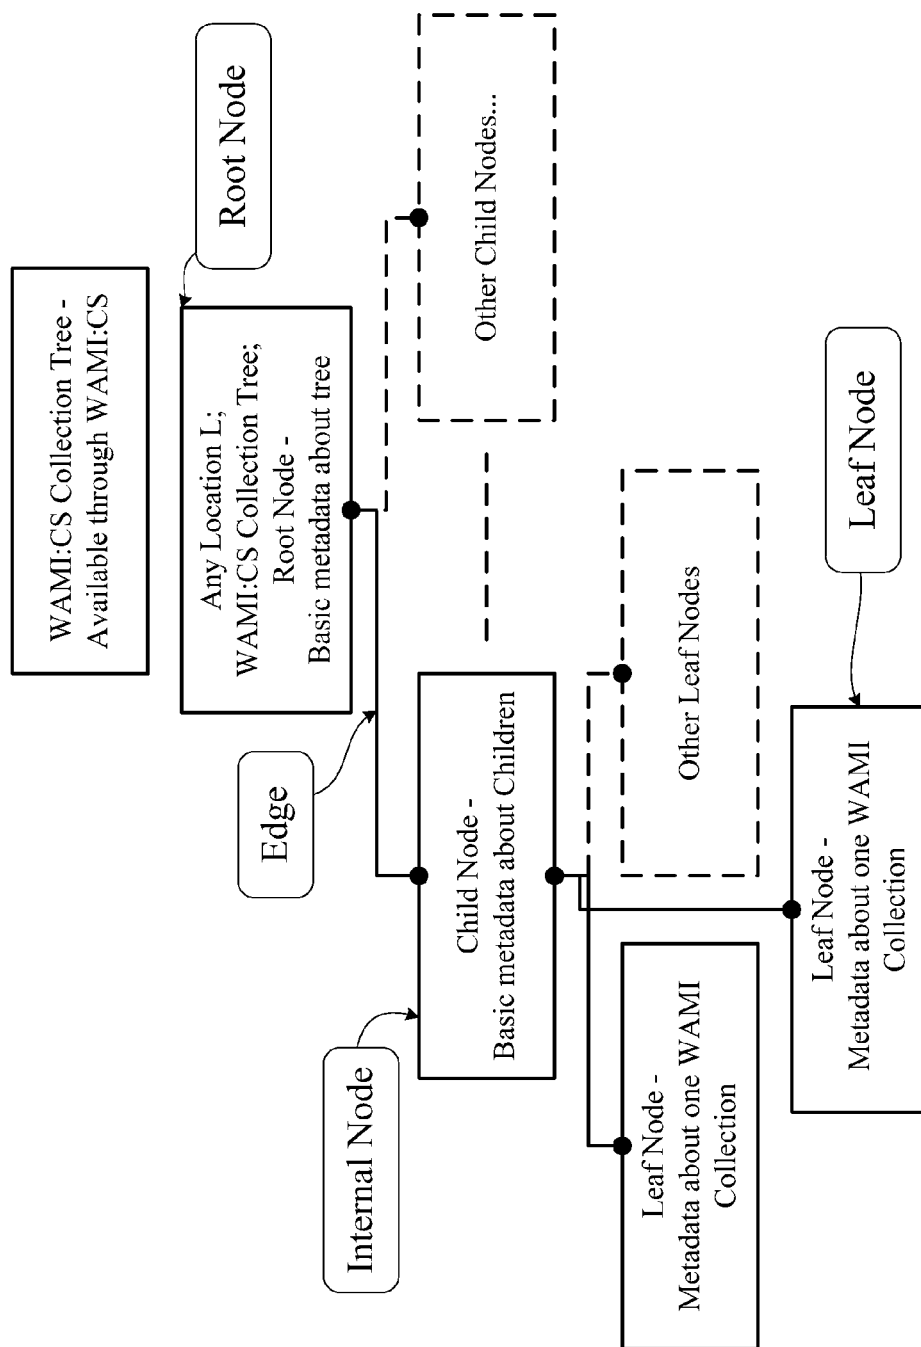 WAMI:CS Collection Tree -
Available through WAMI:CS
Root Node
Any Location L;
WAMI:CS Collection Tree;
Root Node -
Basic metadata about tree
Edge
Internal Node
Child Node -
Basic metadata about Children
Other Child Nodes...
Leaf Node -
Metadata about one WAMI
Collection
Other Leaf Nodes
Leaf Node -
Metadata about one WAMI
Collection
Leaf Node